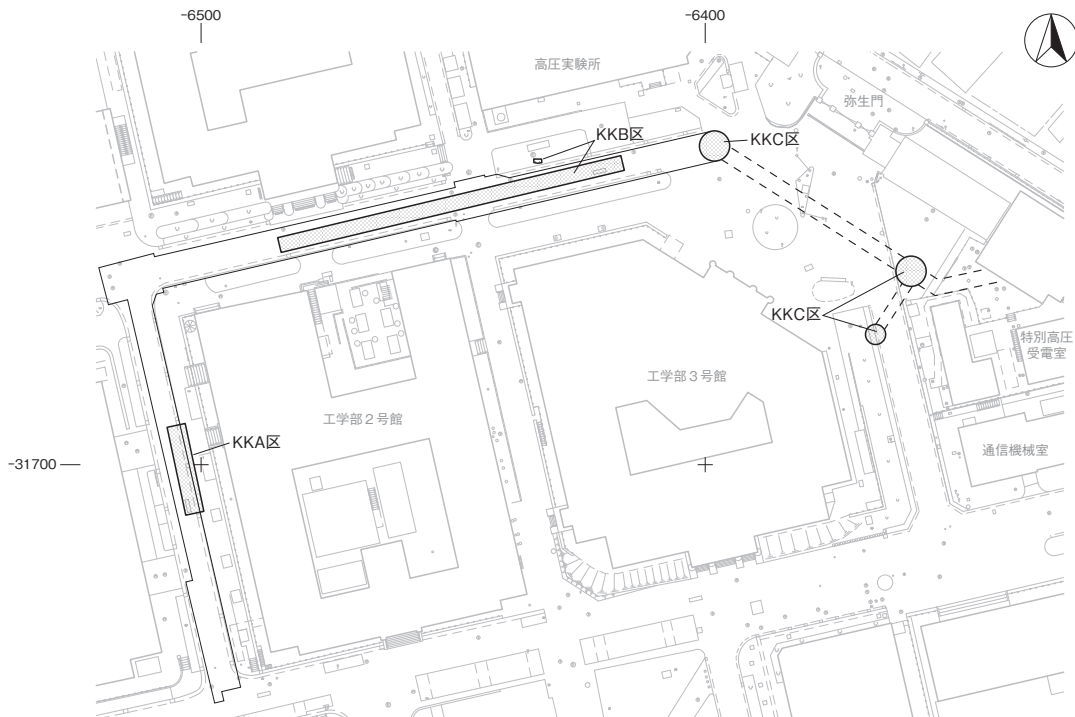 -6500
-6400
高圧実験所
弥生門
KKB区
KKC区
KKC区
特別高圧
受電室
工学部3号館
工学部2号館
KKA区
通信機械室
-31700